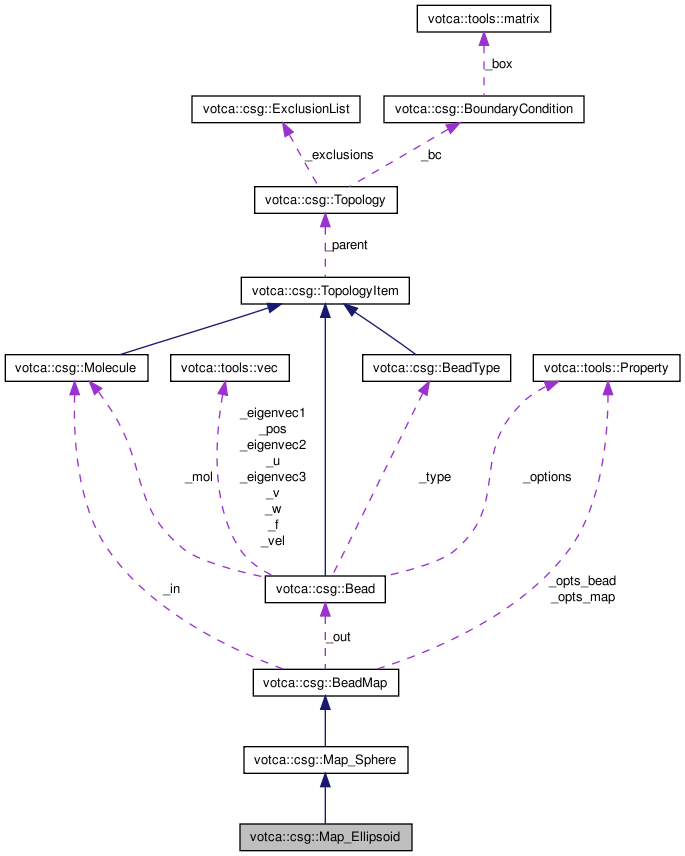 votca::tools::matrix
_box
votca::csg::ExclusionList
votca::csg::BoundaryCondition
_exclusions
_bc
votca::csg::Topology
_parent
votca::csg::TopologyItem
votca::csg::Molecule
votca::tools::vec
votca::csg::BeadType
votca::tools::Property
_mol
_eigenvec1
_pos
_eigenvec2
_u
_eigenvec3
_v
_w
_f
_vel
_type
_options
votca::csg::Bead
_in
_out
_opts_bead
_opts_map
votca::csg::BeadMap
votca::csg::Map_Sphere
votca::csg::Map_Ellipsoid